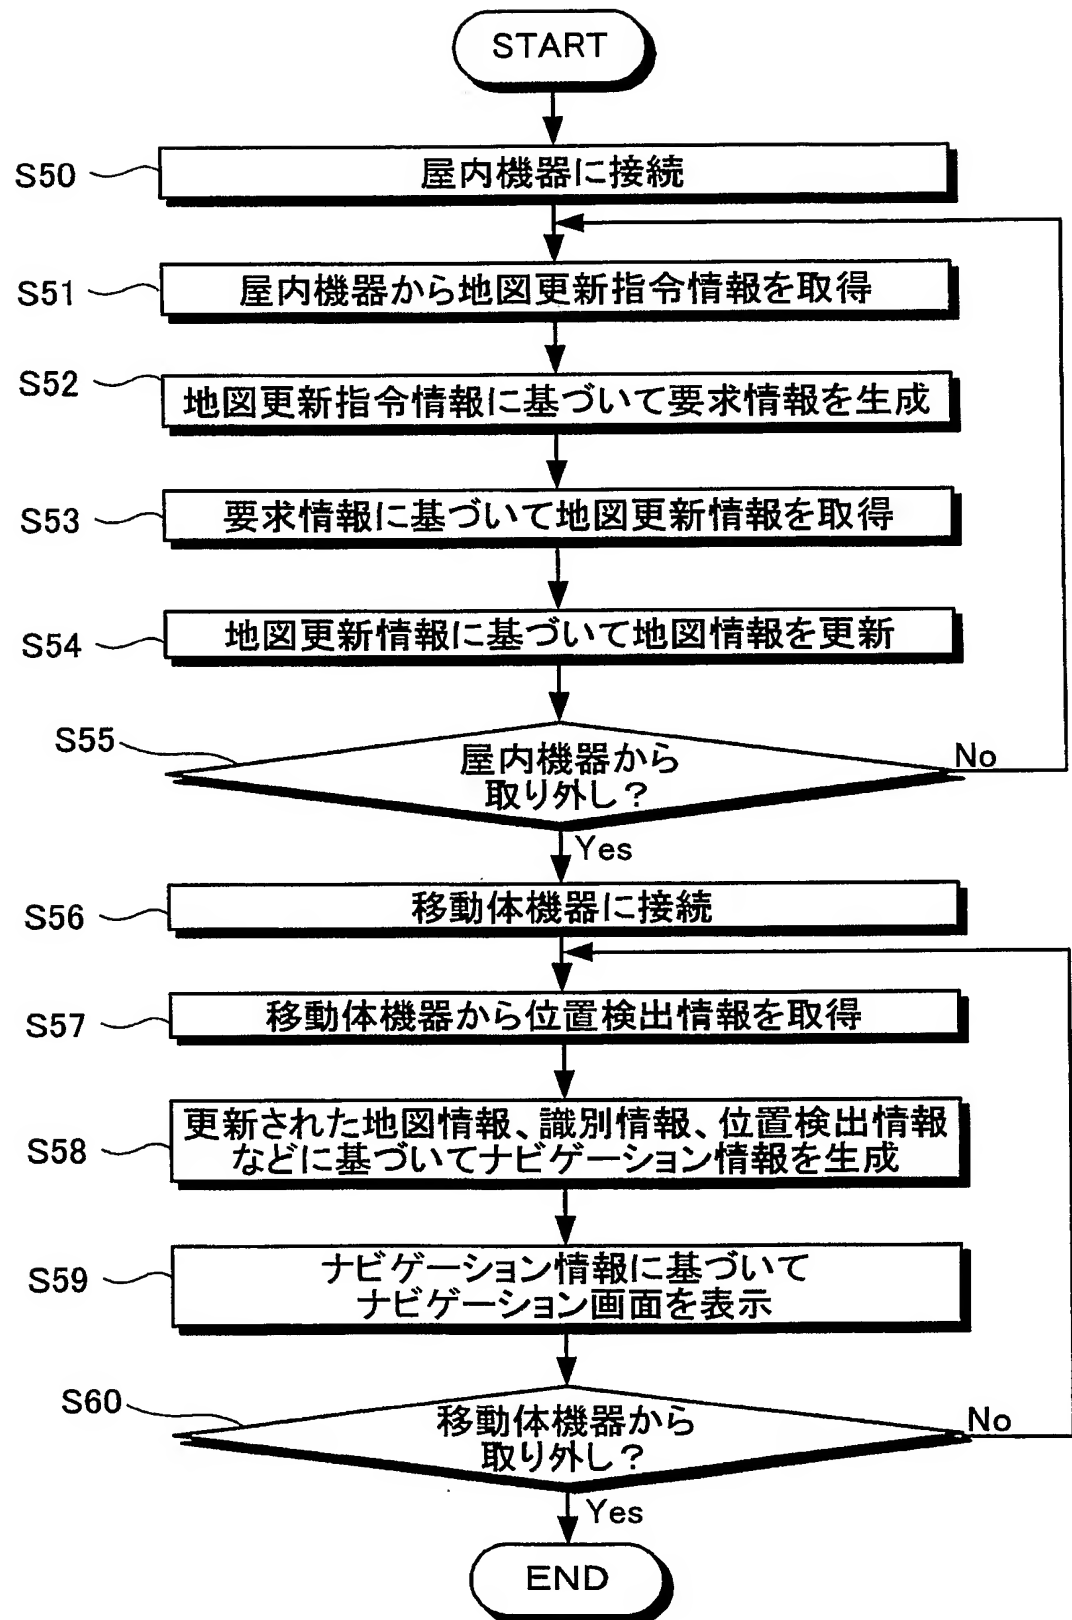 START
S50
屋内機器に接続
S51
屋内機器から地図更新指令情報を取得
S52
地図更新指令情報に基づいて要求情報を生成
S53
要求情報に基づいて地図更新情報を取得
S54
地図更新情報に基づいて地図情報を更新
S55
屋内機器から
取り外し？
No
Yes
S56
移動体機器に接続
S57
移動体機器から位置検出情報を取得
S58
更新された地図情報、識別情報、位置検出情報
などに基づいてナビゲーション情報を生成
S59
ナビゲーション情報に基づいて
ナビゲーション画面を表示
S60
移動体機器から
取り外し？
No
Yes
END